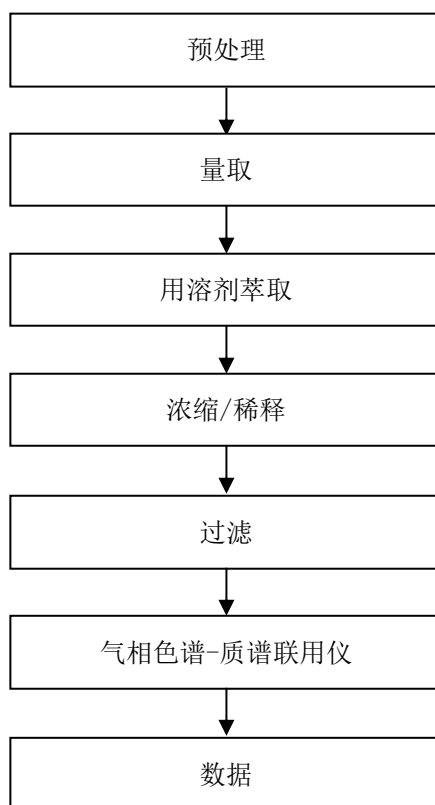 预处理
量取
用溶剂萃取
浓缩/稀释
过滤
气相色谱-质谱联用仪
数据